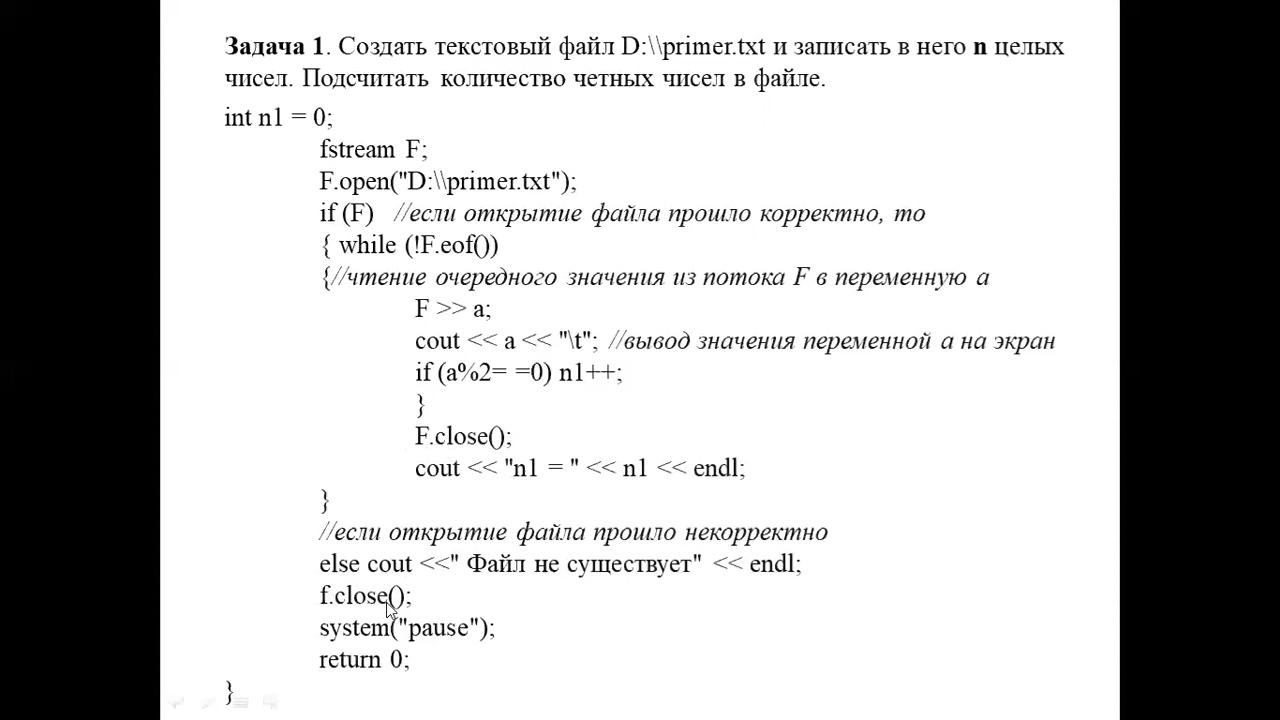 Задача 1. Создать текстовый файл D:\\primer.txt и записать в него n целых
чисел. Подсчитать количество четных чисел в файле.
int n1 = 0;
fstream F;
F.open("D:\\primer.txt");
if (F) //если открытие файла прошло корректно, то
{ while (!F.eof())
{//чтение очередного значения из потока F в переменную a
F >> a;
cout << a << "\t"; //вывод значения переменной a на экран
if (a%2= =0) n1++;
}
F.close();
cout << "n1 = " << n1 << endl;
}
//если открытие файла прошло некорректно
else cout <<" Файл не существует" << endl;
f.close();
system("pause");
return 0;
}